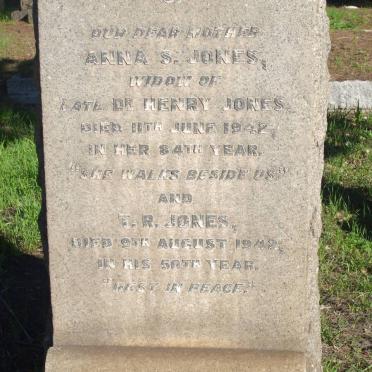 OUR DEAR MOTHER
ANNA S. JONES,
WIDOW OF
LATE DR HENRY JONES.
DIED 11TH JUNE 1942,
IN HER 84TH YEAR.
"SHE WALKS BESIDE US"
AND
T. R. JONES,
DIED 9TH AUGUST 1942,
IN HIS 50TH YEAR.
"REST IN PEACE."